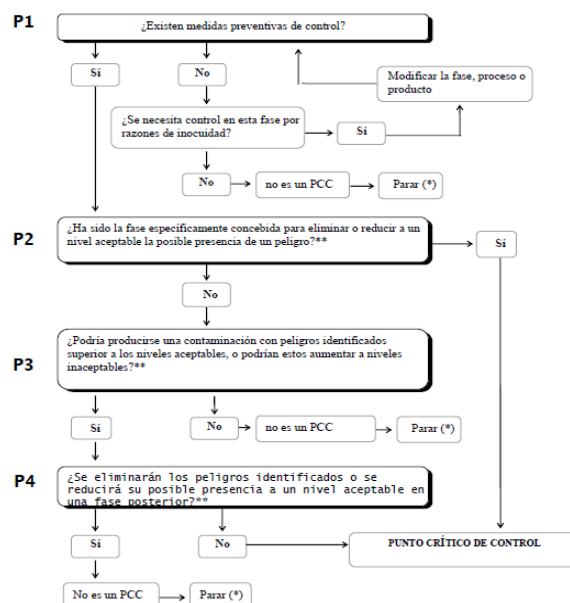 P1
¿Existen medidas preventivas de control?
Sí
No
Modificar la fase, proceso o
producto
¿Se necesita control en esta fase por
razones de inocuidad?
Sí
No
no es un PCC
Parar (*)
P2
¿Ha sido la fase específicamente concebida para eliminar o reducir a un
nivel aceptable la posible presencia de un peligro?**
Sí
No
P3
¿Podría producirse una contaminación con peligros identificados
superior a los niveles aceptables, o podrían estos aumentar a niveles
inaceptables?**
Sí
No
no es un PCC
Parar (*)
P4
¿Se eliminarán los peligros identificados o se
reducirá su posible presencia a un nivel aceptable en
una fase posterior?**
Sí
No
PUNTO CRÍTICO DE CONTROL
No es un PCC
Parar (*)